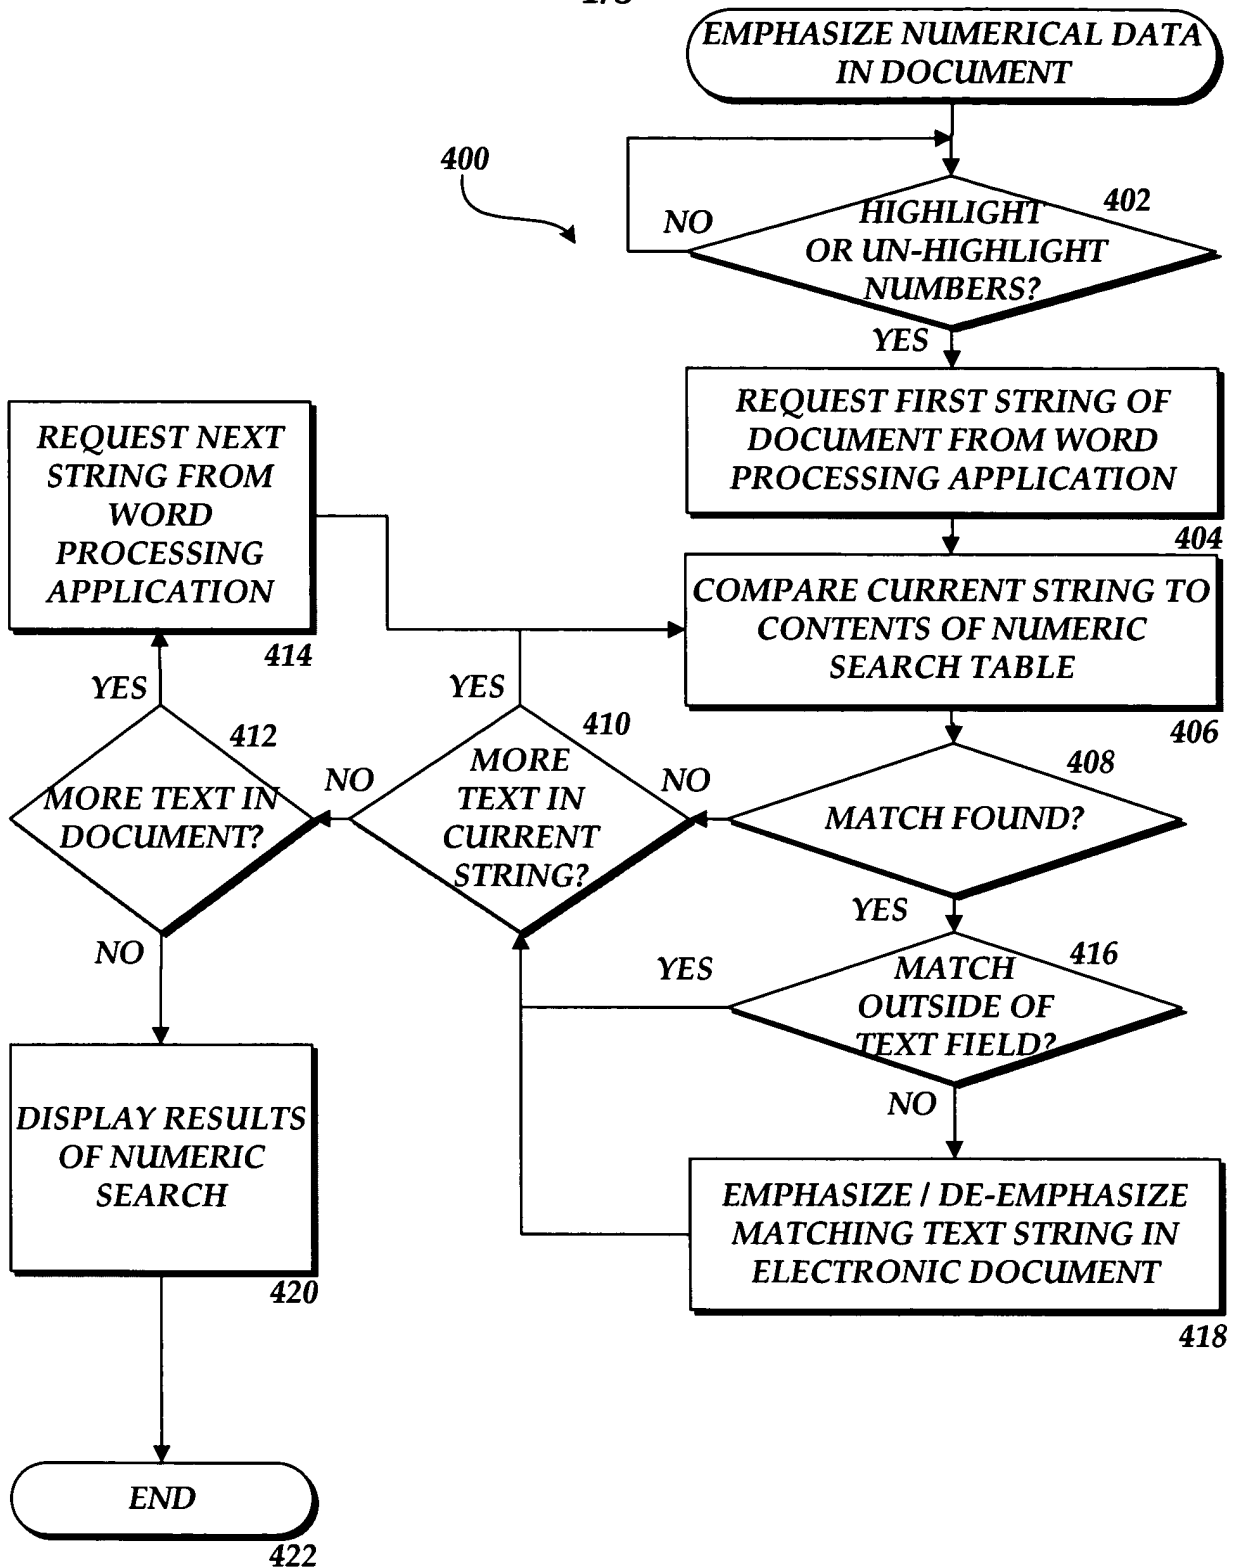 EMPHASIZE NUMERICAL DATA
IN DOCUMENT
400
402
HIGHLIGHT
OR UN-HIGHLIGHT
NUMBERS?
NO
YES
REQUEST FIRST STRING OF
DOCUMENT FROM WORD
PROCESSING APPLICATION
404
COMPARE CURRENT STRING TO
CONTENTS OF NUMERIC
SEARCH TABLE
406
408
MATCH FOUND?
NO
YES
416
MATCH
OUTSIDE OF
TEXT FIELD?
YES
NO
EMPHASIZE / DE-EMPHASIZE
MATCHING TEXT STRING IN
ELECTRONIC DOCUMENT
418
410
MORE
TEXT IN
CURRENT
STRING?
YES
NO
412
MORE TEXT IN
DOCUMENT?
YES
NO
REQUEST NEXT
STRING FROM
WORD
PROCESSING
APPLICATION
414
DISPLAY RESULTS
OF NUMERIC
SEARCH
420
END
422